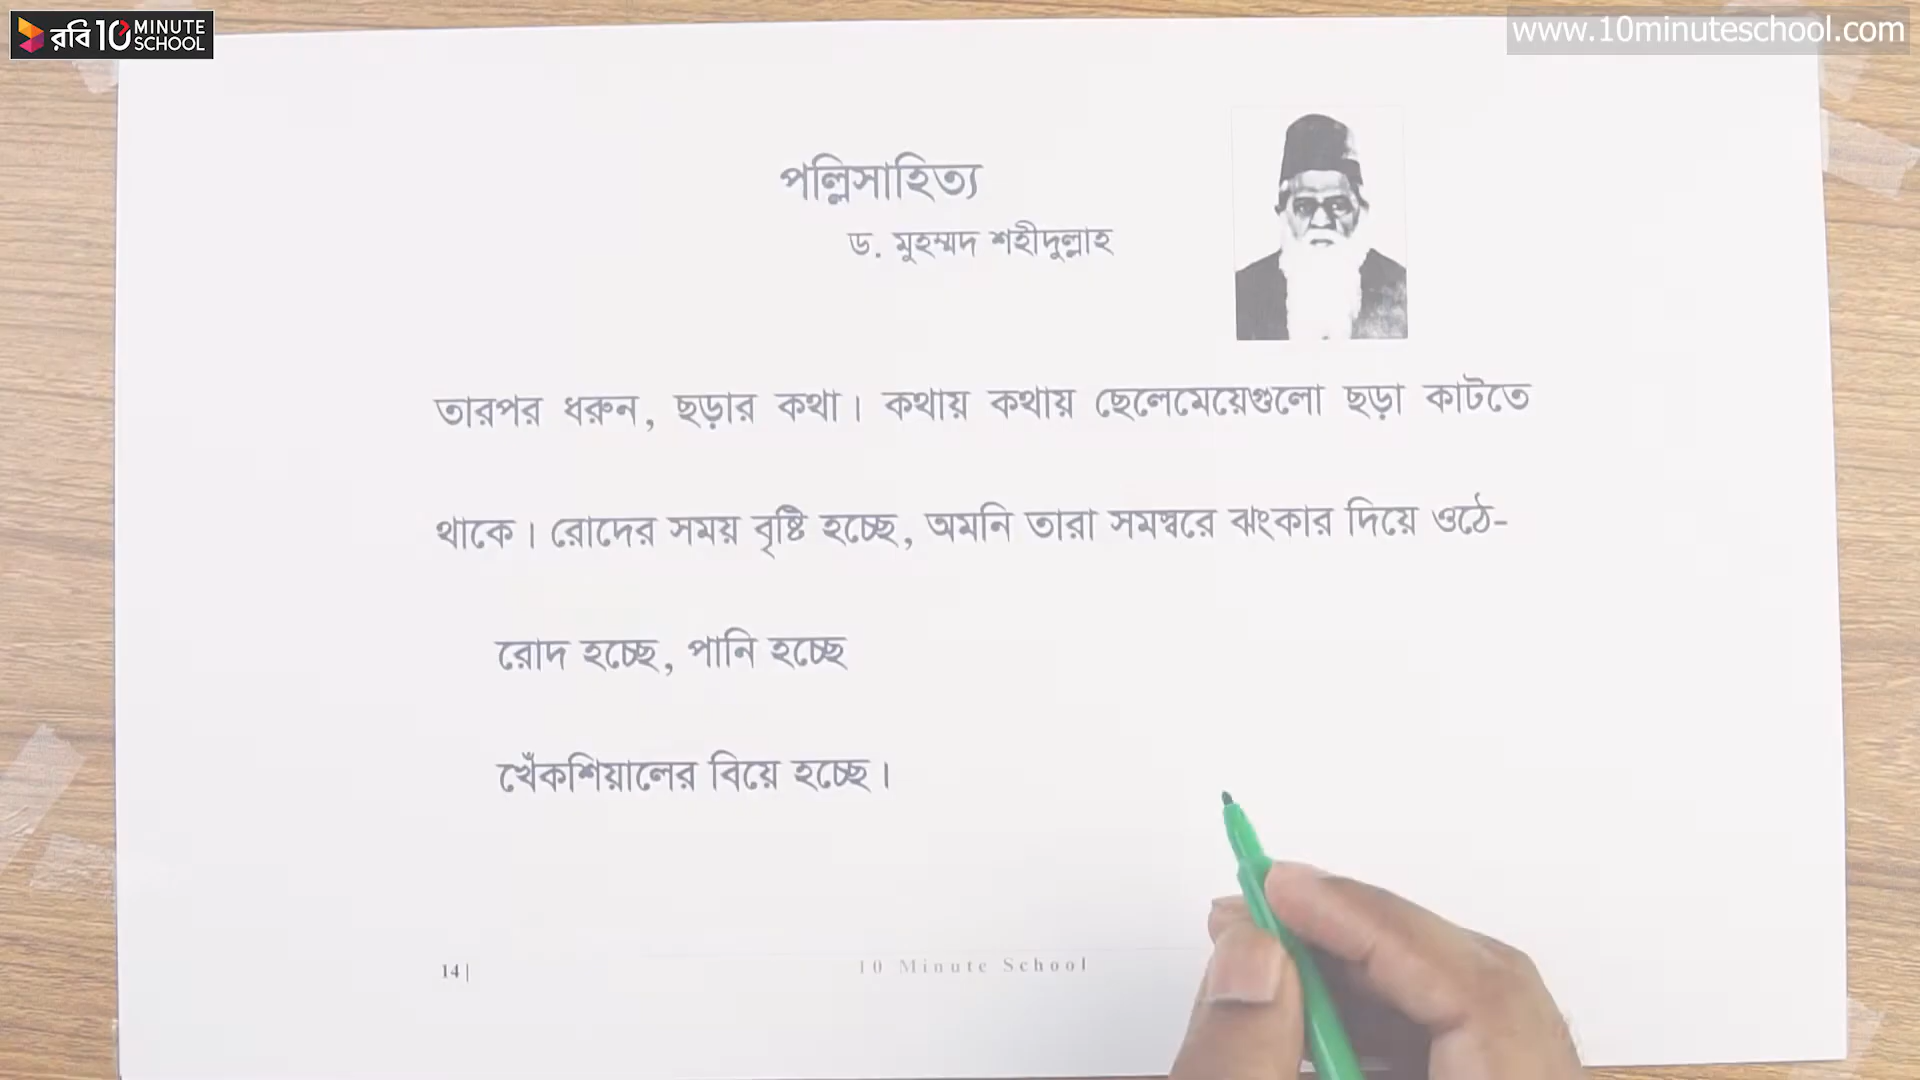 রবি 10 MINUTE SCHOOL
www.10minuteschool.com
পল্লিসাহিত্য
ড. মুহম্মদ শহীদুল্লাহ
তারপর ধরুন, ছড়ার কথা। কথায় কথায় ছেলেমেয়েগুলো ছড়া কাটতে
থাকে। রোদের সময় বৃষ্টি হচ্ছে, অমনি তারা সমস্বরে ঝংকার দিয়ে ওঠে-
রোদ হচ্ছে, পানি হচ্ছে
খেঁকশিয়ালের বিয়ে হচ্ছে।
14|
10 Minute School